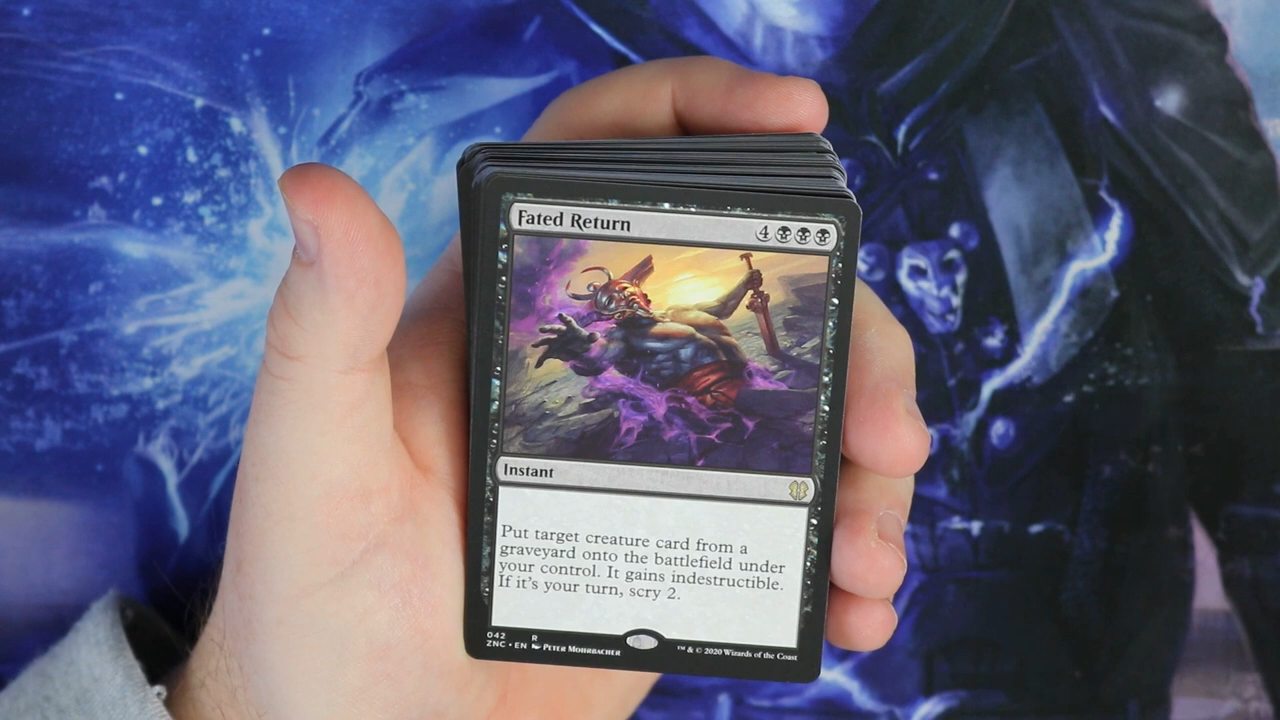 Fated Return 4
Instant
Put target creature card from a
graveyard onto the battlefield under
your control. It gains indestructible.
If it's your turn, scry 2.
042 R
ZNC • EN Peter Mohrbacher ™ & © 2020 Wizards of the Coast